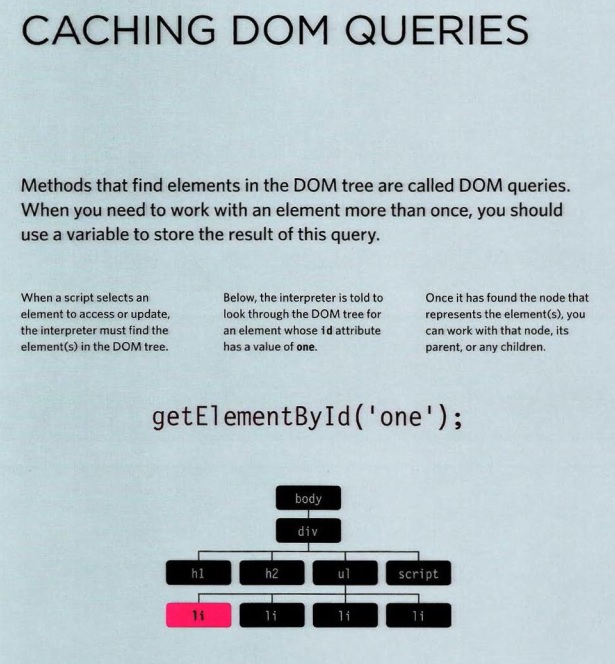 CACHING DOM QUERIES
Methods that find elements in the DOM tree are called DOM queries.
When you need to work with an element more than once, you should
use a variable to store the result of this query.
When a script selects an
element to access or update,
the interpreter must find the
element(s) in the DOM tree.
Below, the interpreter is told to
look through the DOM tree for
an element whose id attribute
has a value of one.
Once it has found the node that
represents the element(s), you
can work with that node, its
parent, or any children.
getElementById('one');
body
div
h1 h2 ul script
li li li li